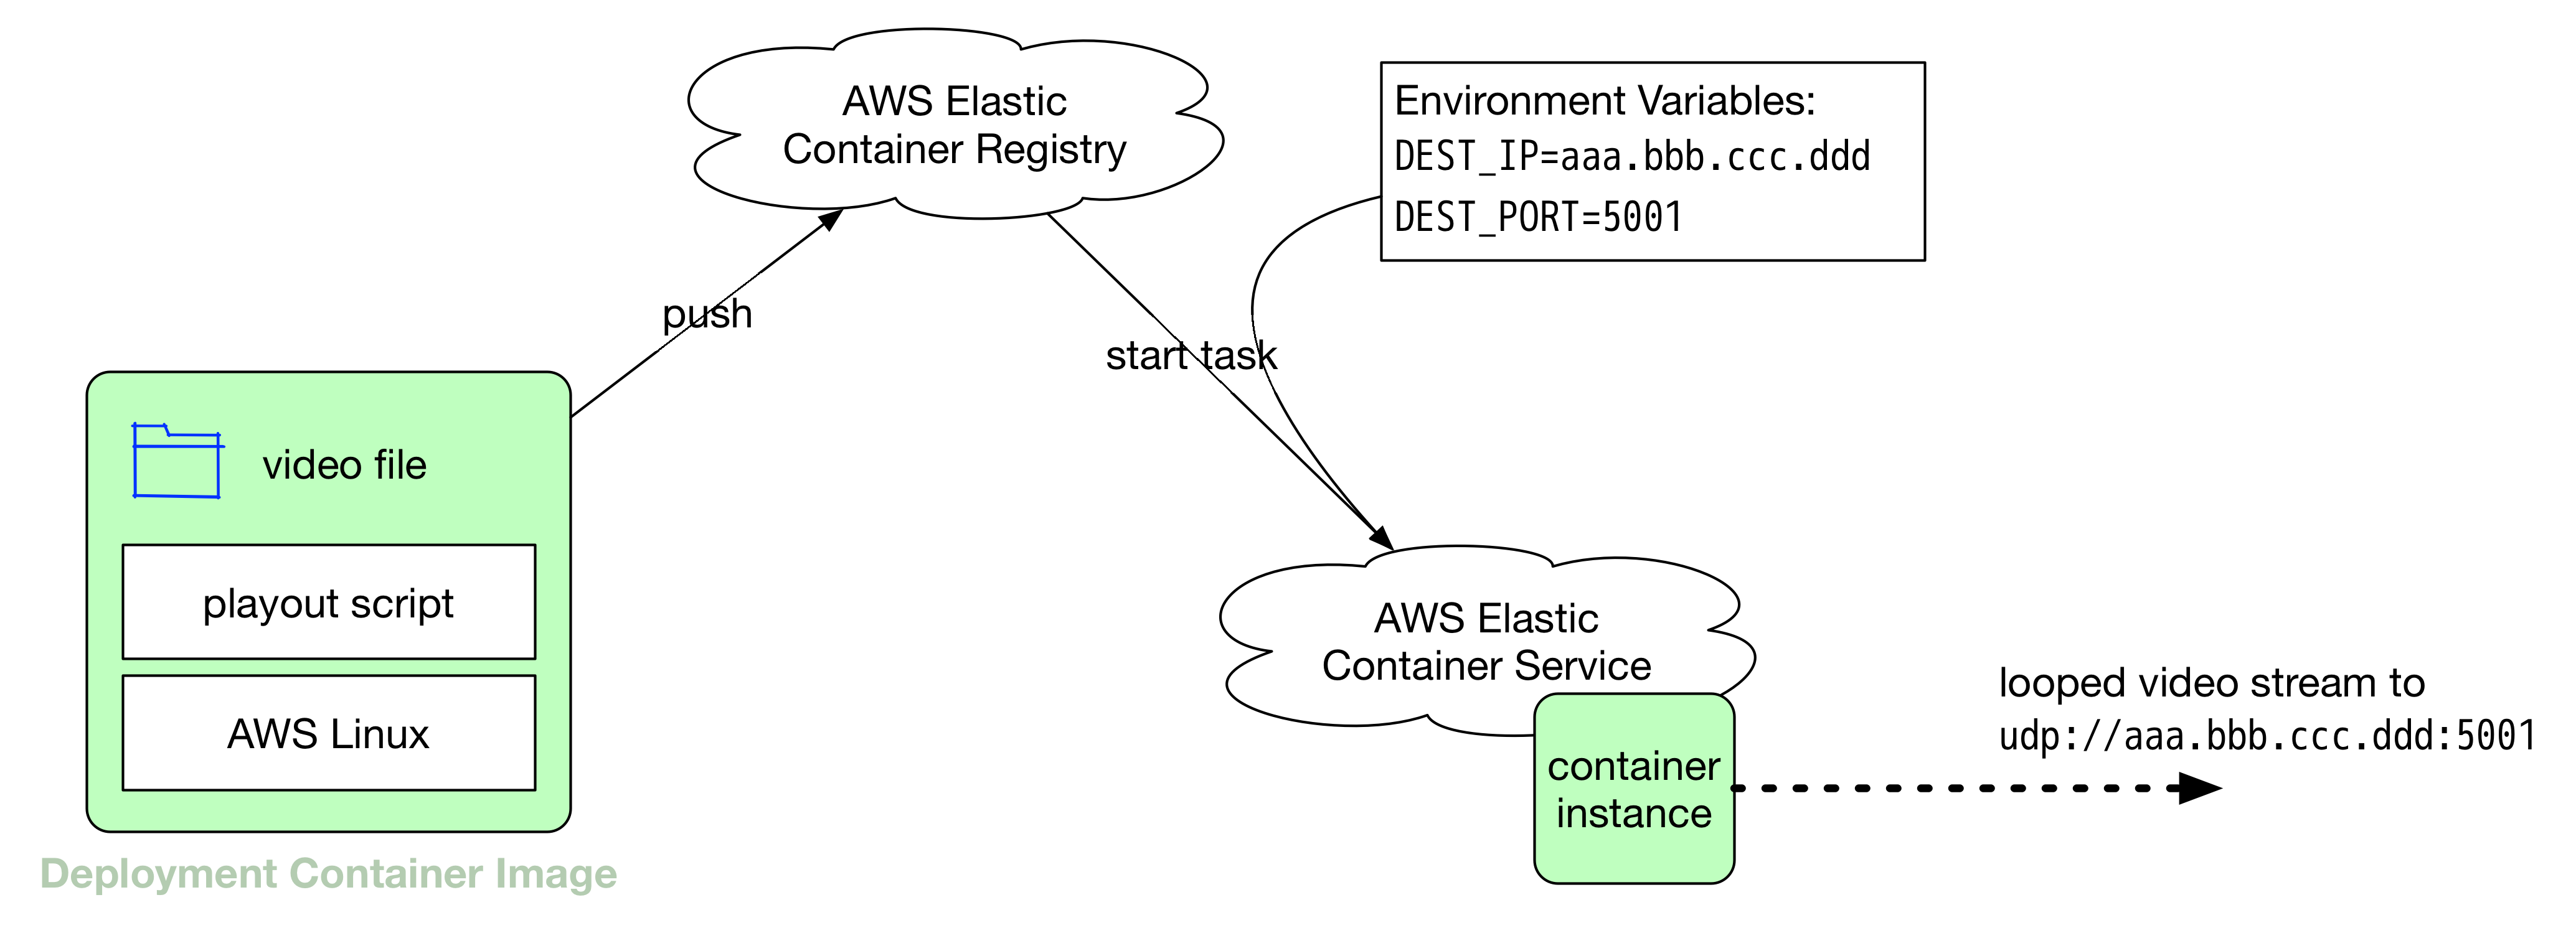 AWS Elastic
Container Registry
Environment Variables:
DEST_IP=aaa.bbb.ccc.ddd
DEST_PORT=5001
push
start task
video file
playout script
AWS Linux
Deployment Container Image
AWS Elastic
Container Service
container
instance
looped video stream to
udp://aaa.bbb.ccc.ddd:5001